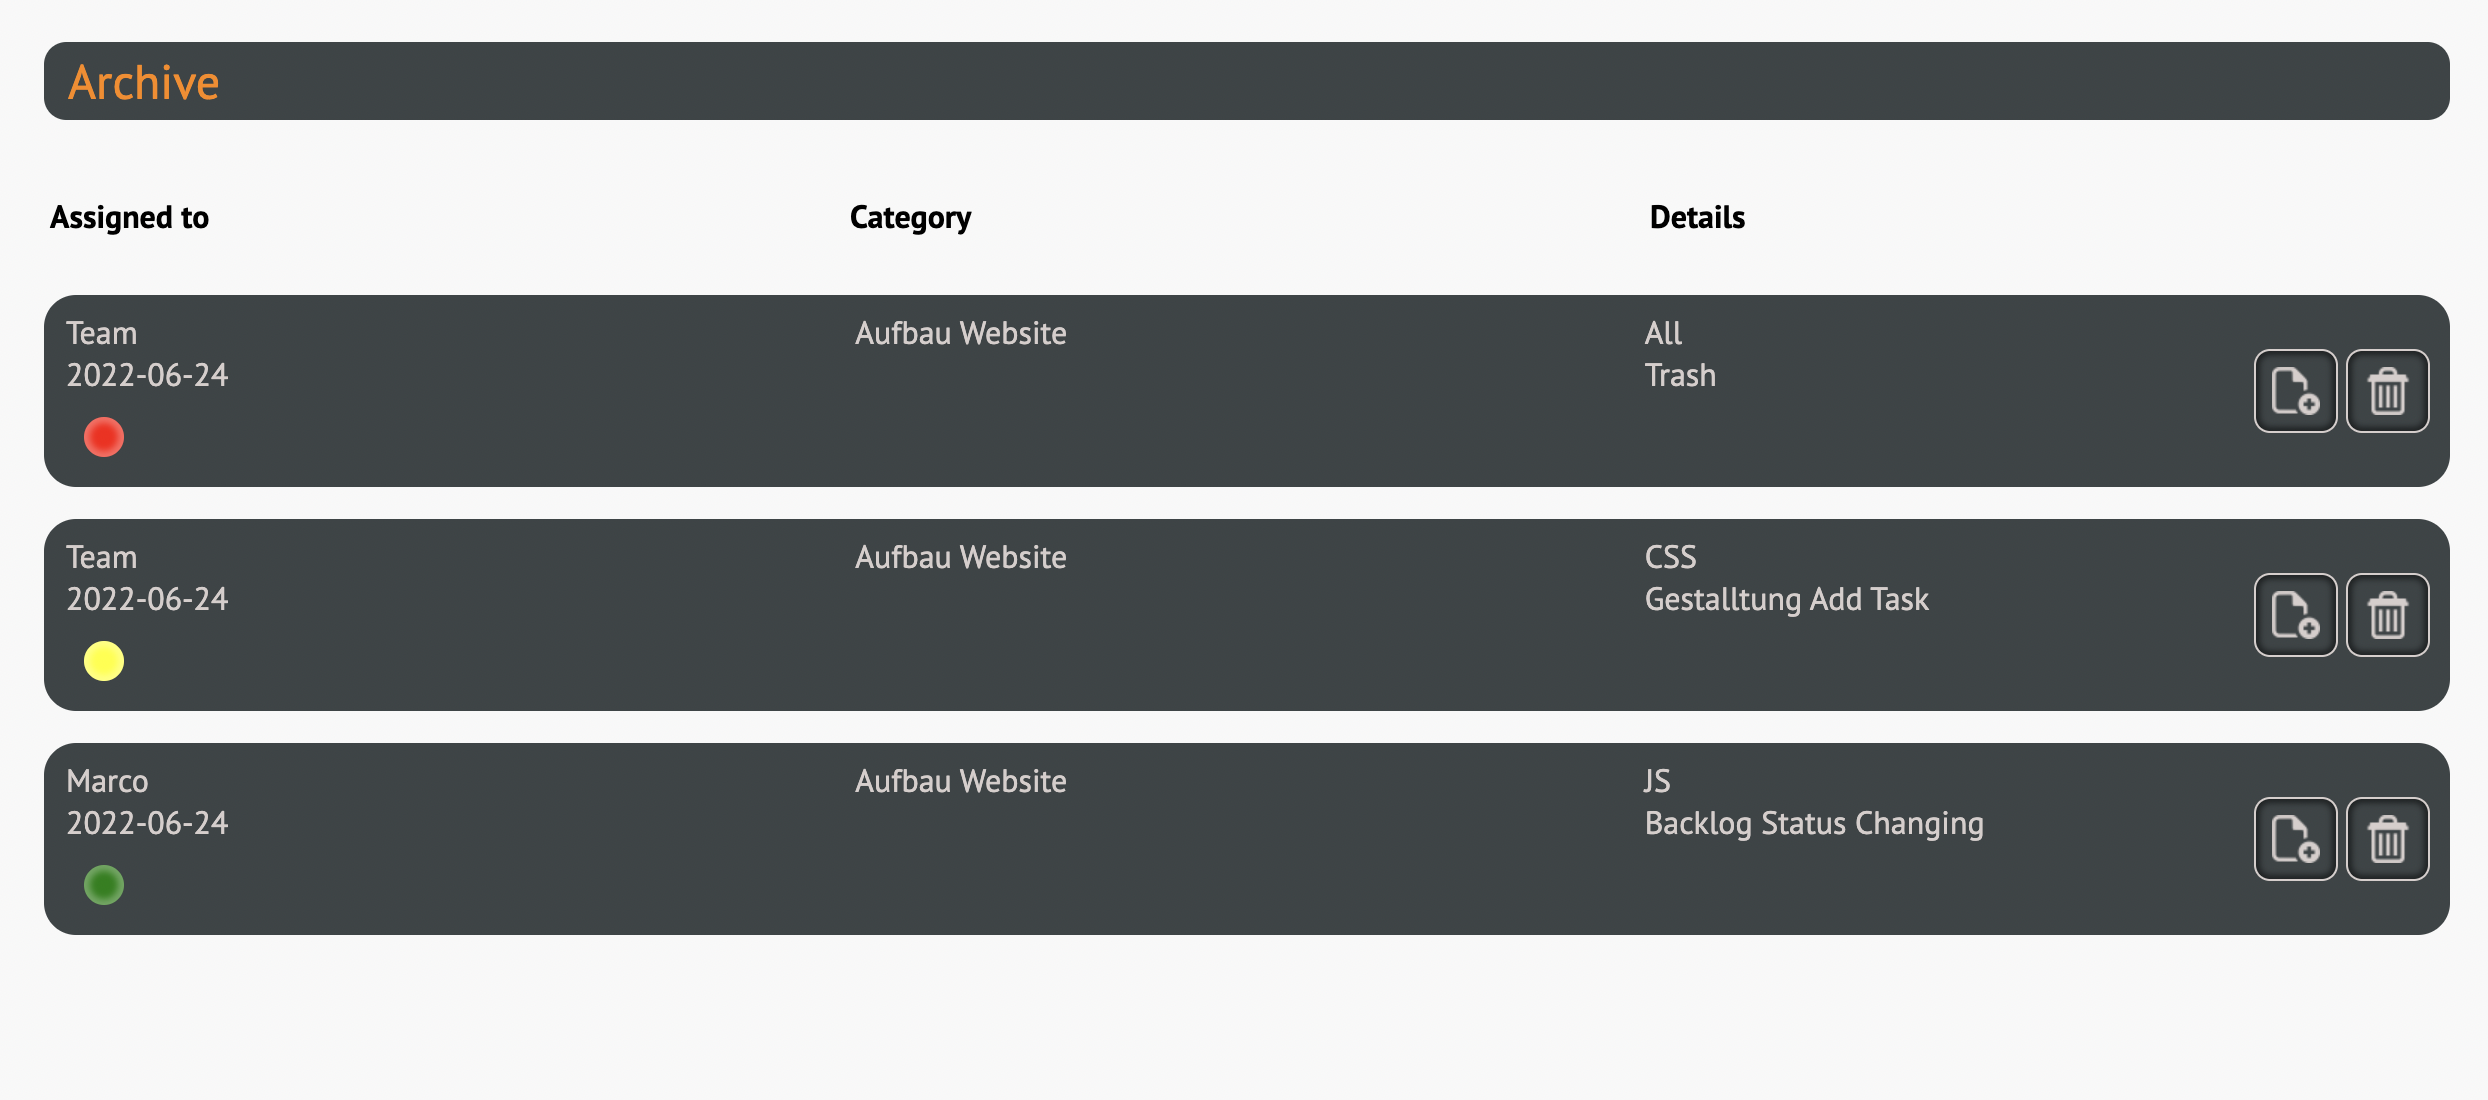 Archive
Assigned to Category Details
Team Aufbau Website All
2022-06-24 Trash
Team Aufbau Website CSS
2022-06-24 Gestalltung Add Task
Marco Aufbau Website JS
2022-06-24 Backlog Status Changing